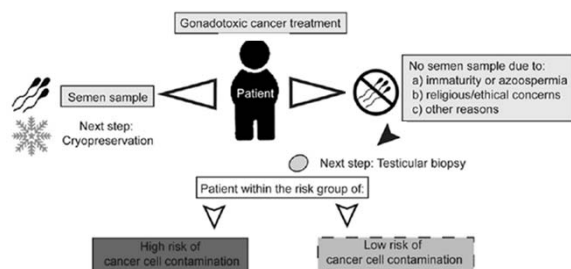 Gonadotoxic cancer treatment
Semen sample
Next step:
Cryopreservation
Patient
No semen sample due to:
a) immaturity or azoospermia
b) religious/ethical concerns
c) other reasons
Next step: Testicular biopsy
Patient within the risk group of:
High risk of
cancer cell contamination
Low risk of
cancer cell contamination